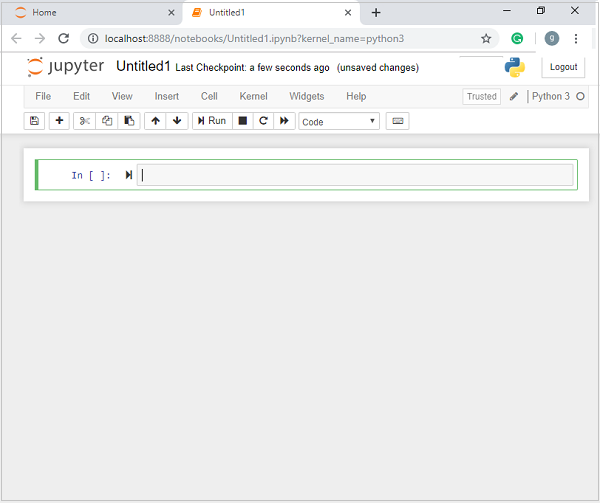 Home
Untitled1
localhost:8888/notebooks/Untitled1.ipynb?kernel_name=python3
9
jupyter Untitled1 Last Checkpoint: a few seconds ago (unsaved changes)
Logout
File Edit View Insert Cell Kernel Widgets Help
Trusted
Python 3
Run
Code
In [ ]: